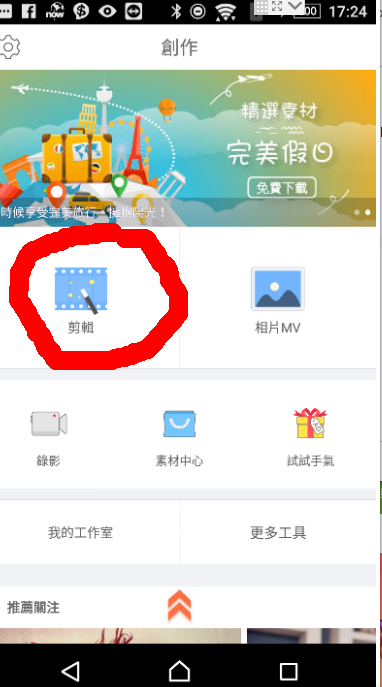 now
17:24
創作
精選素材
完美假日
免費下載
時候享受完美旅行，擁抱陽光！
剪輯
相片MV
錄影
素材中心
試試手氣
我的工作室
更多工具
推薦關注